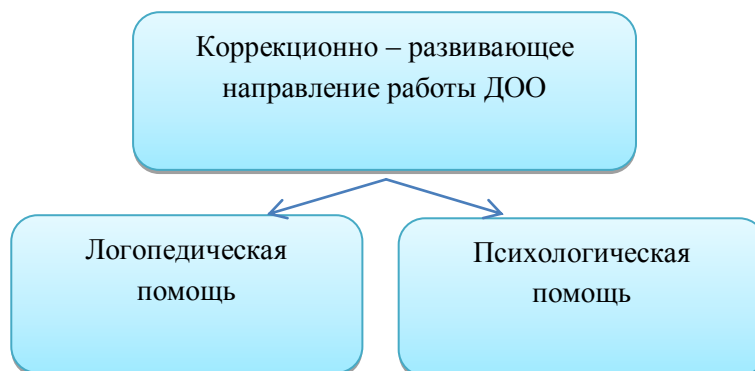 Коррекционно – развивающее
направление работы ДОО
Логопедическая
помощь
Психологическая
помощь